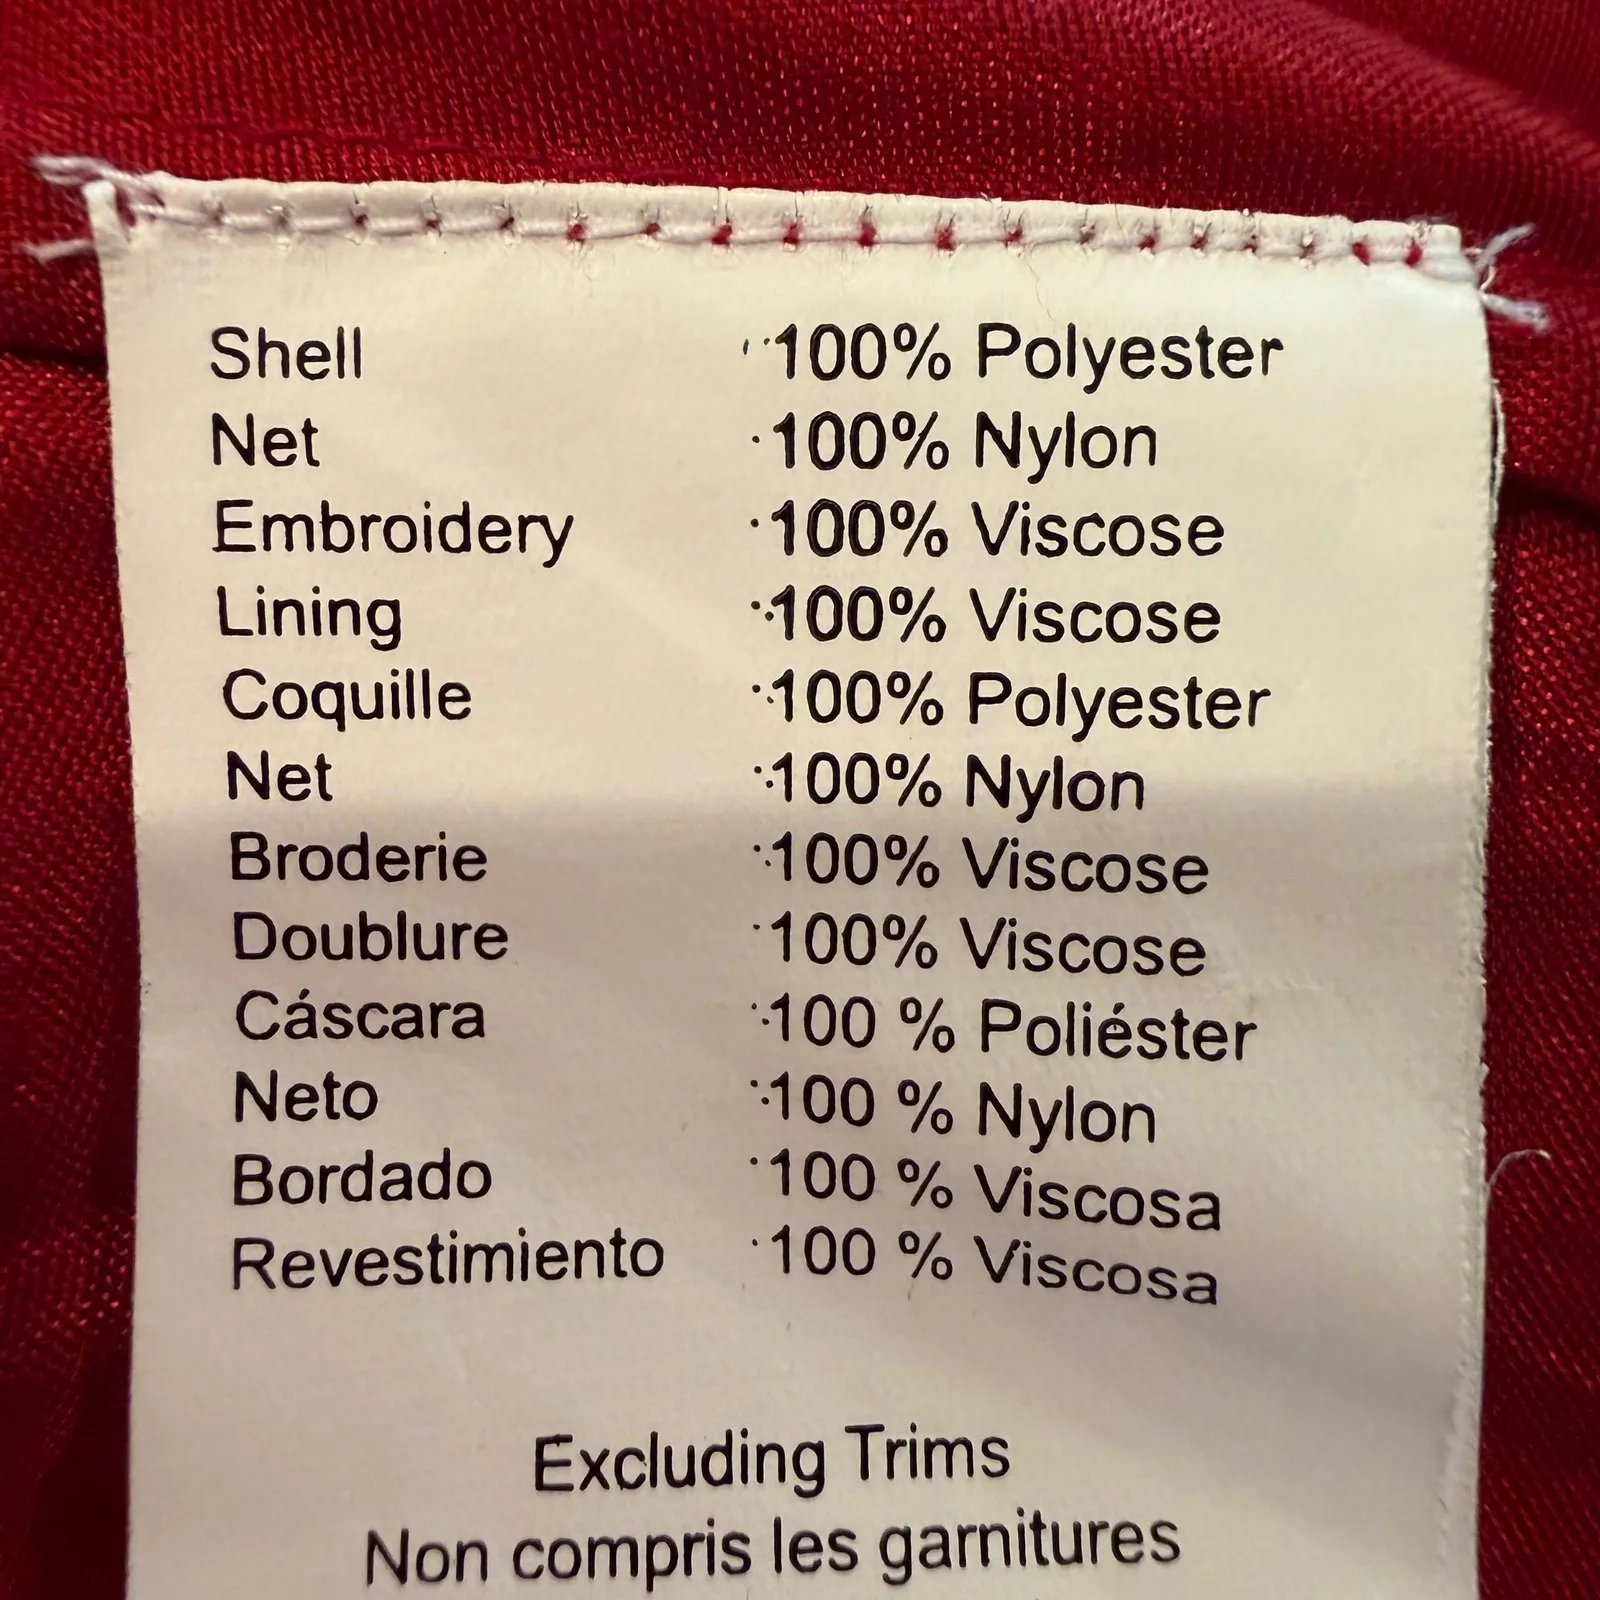 Shell :100% Polyester
Net :100% Nylon
Embroidery :100% Viscose
Lining :100% Viscose
Coquille :100% Polyester
Net :100% Nylon
Broderie :100% Viscose
Doublure :100% Viscose
Cáscara :100 % Poliéster
Neto :100 % Nylon
Bordado :100 % Viscosa
Revestimiento :100 % Viscosa
Excluding Trims
Non compris les garnitures